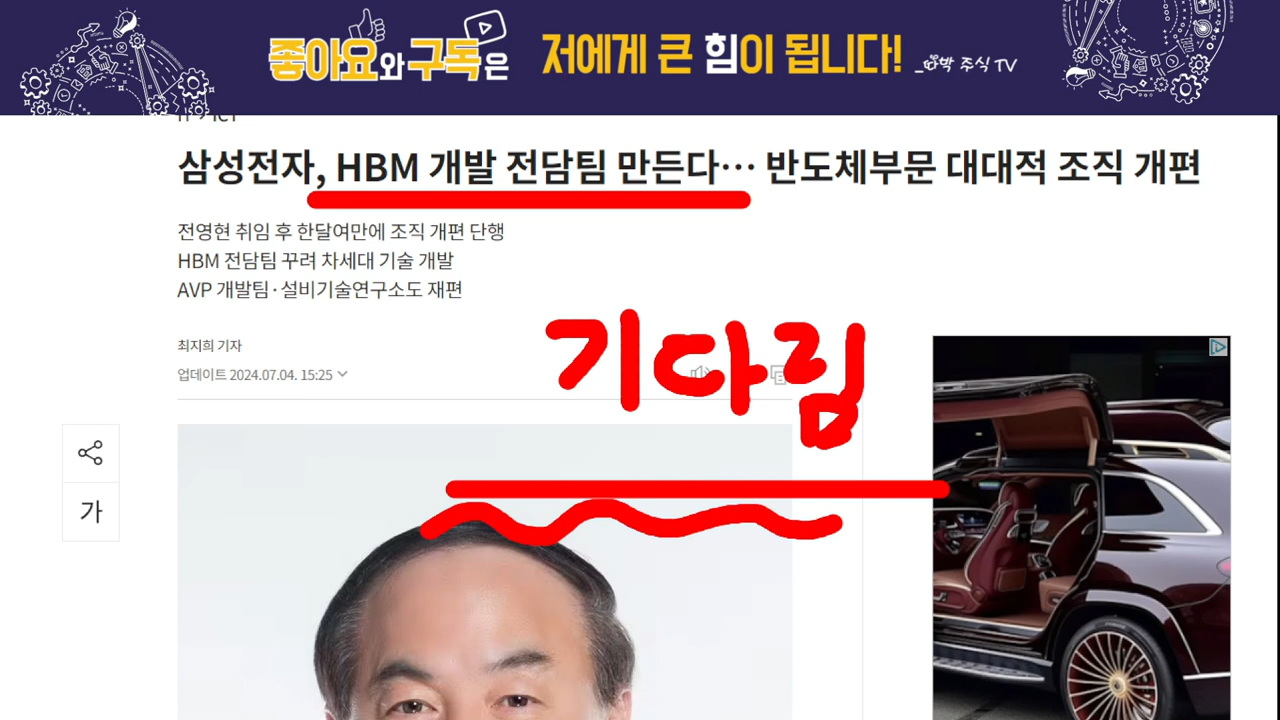 좋아요와 구독은 저에게 큰 힘이 됩니다!
박 주식 TV
삼성전자, HBM 개발 전담팀 만든다… 반도체부문 대대적 조직 개편
전영현 취임 후 한달여만에 조직 개편 단행
HBM 전담팀 꾸려 차세대 기술 개발
AVP 개발팀·설비기술연구소도 재편
최지희 기자
업데이트 2024.07.04. 15:25
기다림
가